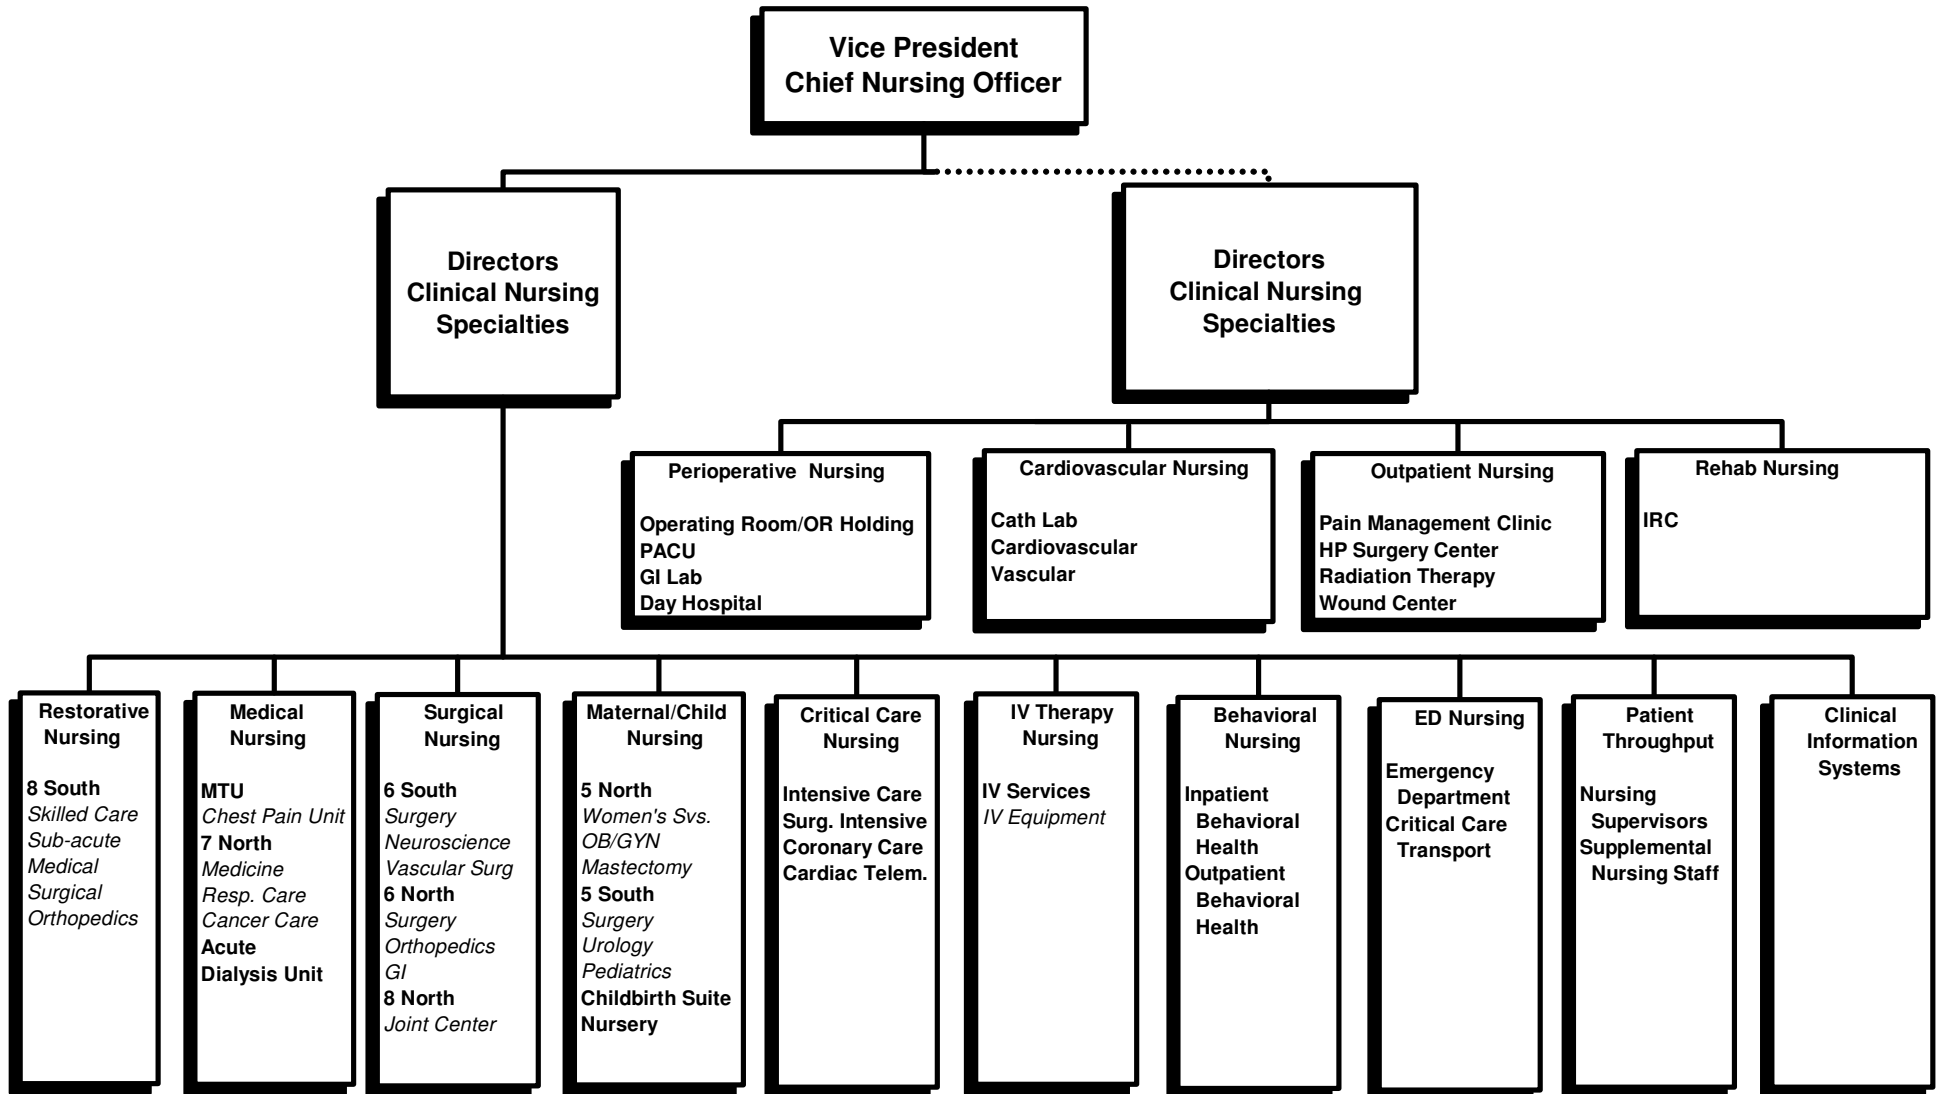 Vice President
Chief Nursing Officer
Directors
Clinical Nursing
Specialties
Directors
Clinical Nursing
Specialties
Perioperative Nursing
Operating Room/OR Holding
PACU
GI Lab
Day Hospital
Cardiovascular Nursing
Cath Lab
Cardiovascular
Vascular
Outpatient Nursing
Pain Management Clinic
HP Surgery Center
Radiation Therapy
Wound Center
Rehab Nursing
IRC
Restorative
Nursing
8 South
Skilled Care
Sub-acute
Medical
Surgical
Orthopedics
Medical
Nursing
MTU
Chest Pain Unit
7 North
Medicine
Resp. Care
Cancer Care
Acute
Dialysis Unit
Surgical
Nursing
6 South
Surgery
Neuroscience
Vascular Surg
6 North
Surgery
Orthopedics
GI
8 North
Joint Center
Maternal/Child
Nursing
5 North
Women's Svs.
OB/GYN
Mastectomy
5 South
Surgery
Urology
Pediatrics
Childbirth Suite
Nursery
Critical Care
Nursing
Intensive Care
Surg. Intensive
Coronary Care
Cardiac Telem.
IV Therapy
Nursing
IV Services
IV Equipment
Behavioral
Nursing
Inpatient
Behavioral
Health
Outpatient
Behavioral
Health
ED Nursing
Emergency
Department
Critical Care
Transport
Patient
Throughput
Nursing
Supervisors
Supplemental
Nursing Staff
Clinical
Information
Systems